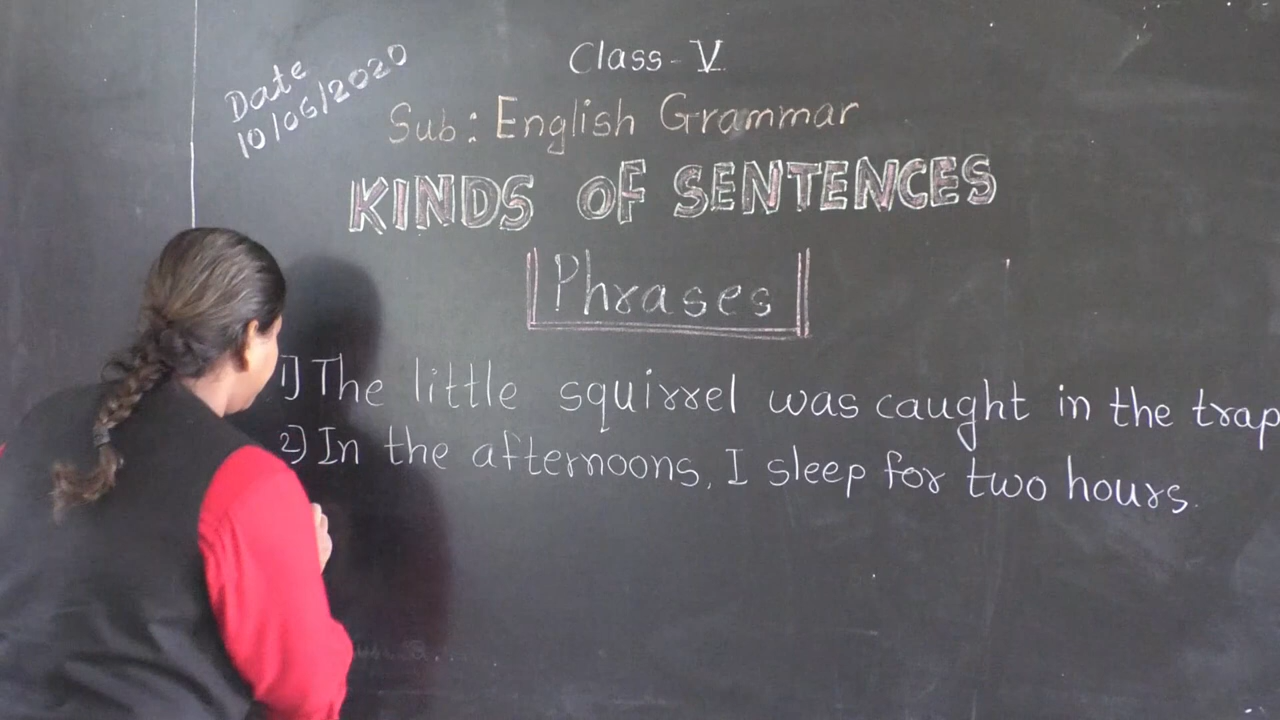 Class - V
Date
10/06/2020
Sub: English Grammar
KINDS OF SENTENCES
Phrases
1) The little squirrel was caught in the trap
2) In the afternoons, I sleep for two hours.